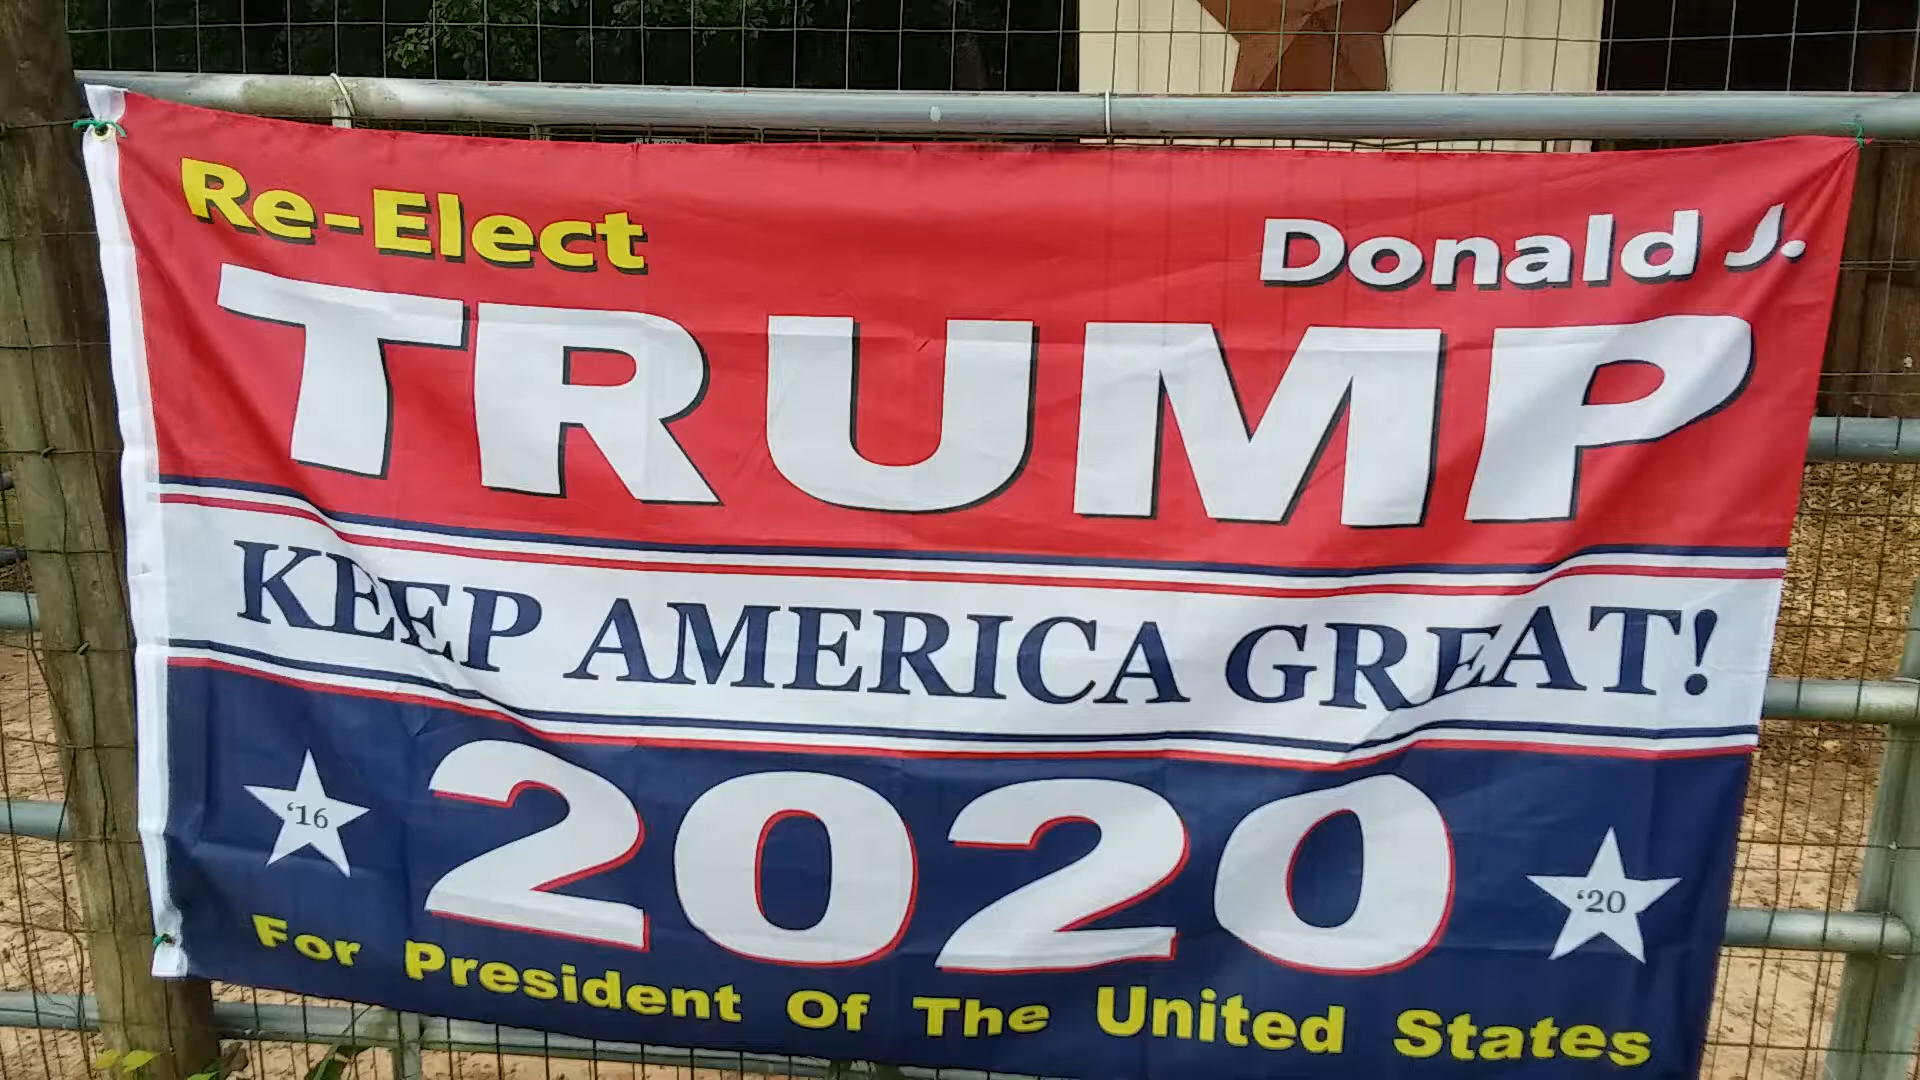 Re-Elect
Donald J.
TRUMP
KEEP AMERICA GREAT!
‘16
2020
‘20
For President Of The United States